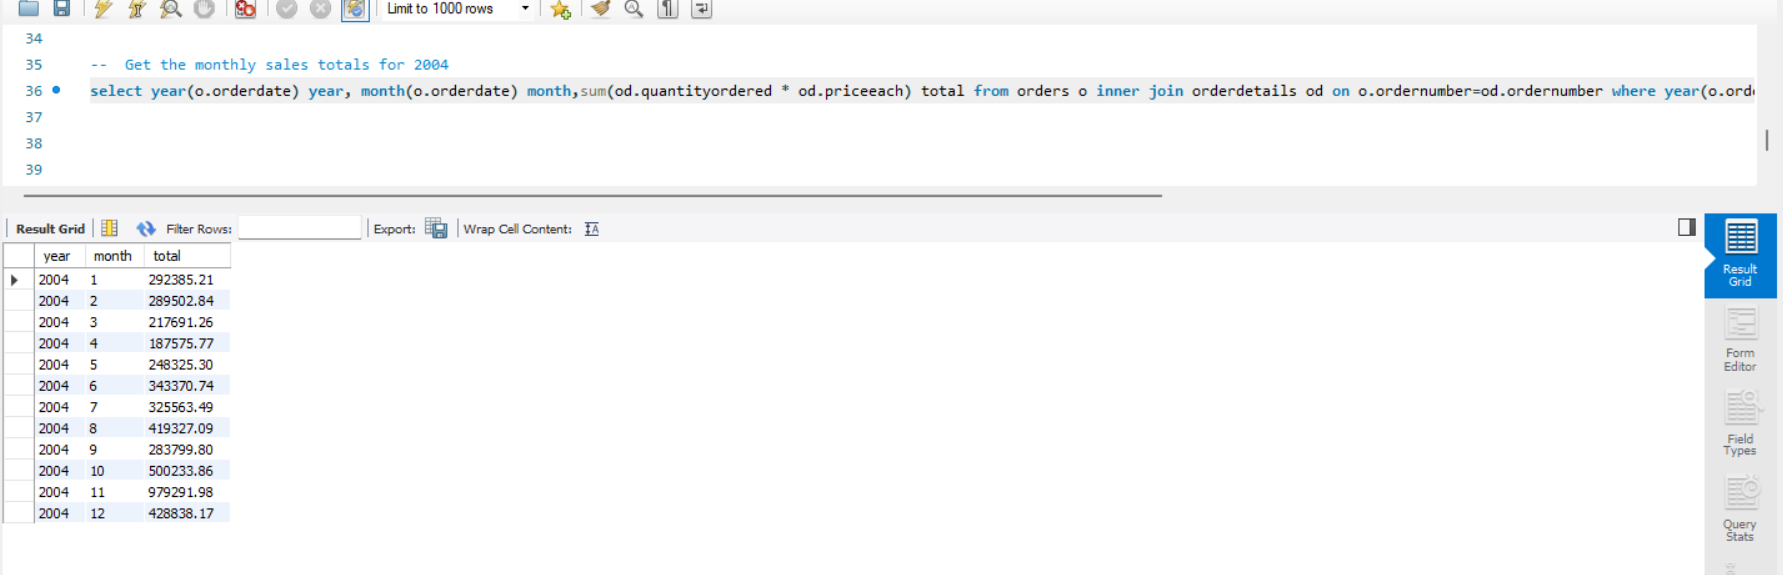 Limit to 1000 rows
34
35 -- Get the monthly sales totals for 2004
36 select year(o.orderdate) year, month(o.orderdate) month,sum(od.quantityordered * od.priceeach) total from orders o inner join orderdetails od on o.ordernumber=od.ordernumber where year(o.ord
37
38
39
Result Grid Filter Rows: Export: Wrap Cell Content: IA
year month total
2004 1 292385.21
2004 2 289502.84
2004 3 217691.26
2004 4 187575.77
2004 5 248325.30
2004 6 343370.74
2004 7 325563.49
2004 8 419327.09
2004 9 283799.80
2004 10 500233.86
2004 11 979291.98
2004 12 428838.17
Result
Grid
Form
Editor
Field
Types
Query
Stats